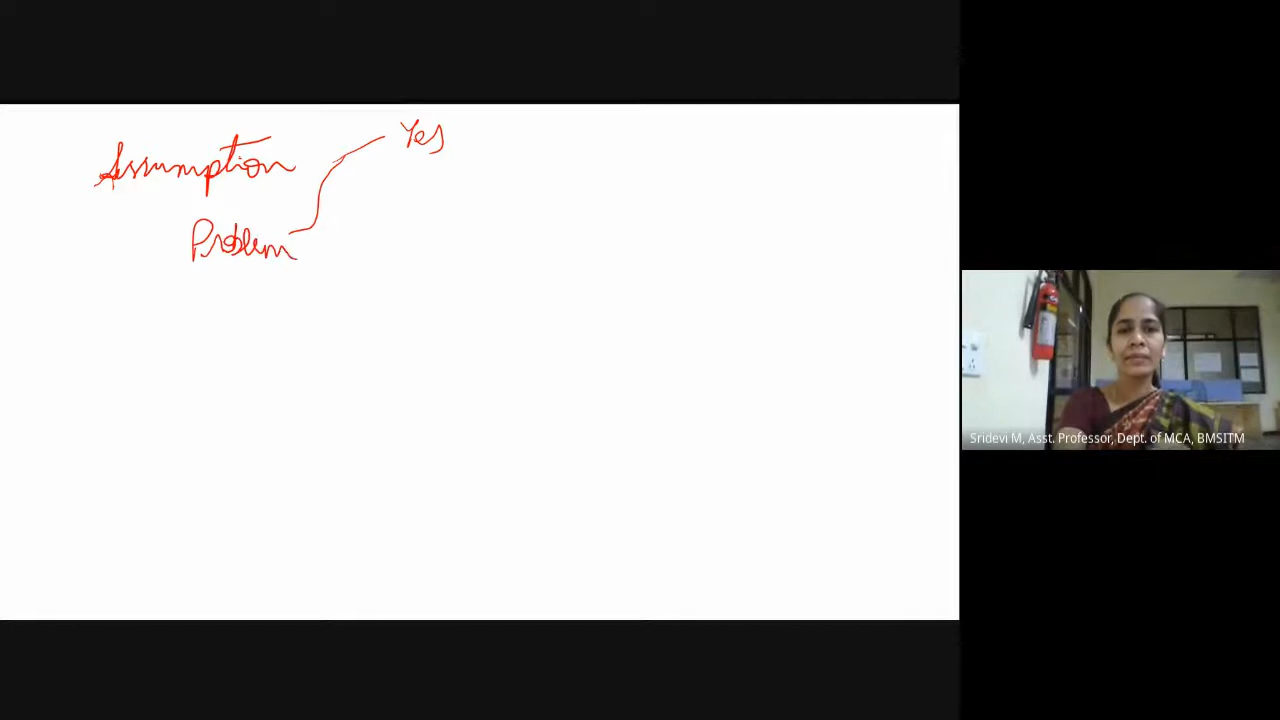 Assumption
Yes
Problem
Sridevi M, Asst. Professor, Dept. of MCA, BMSITM